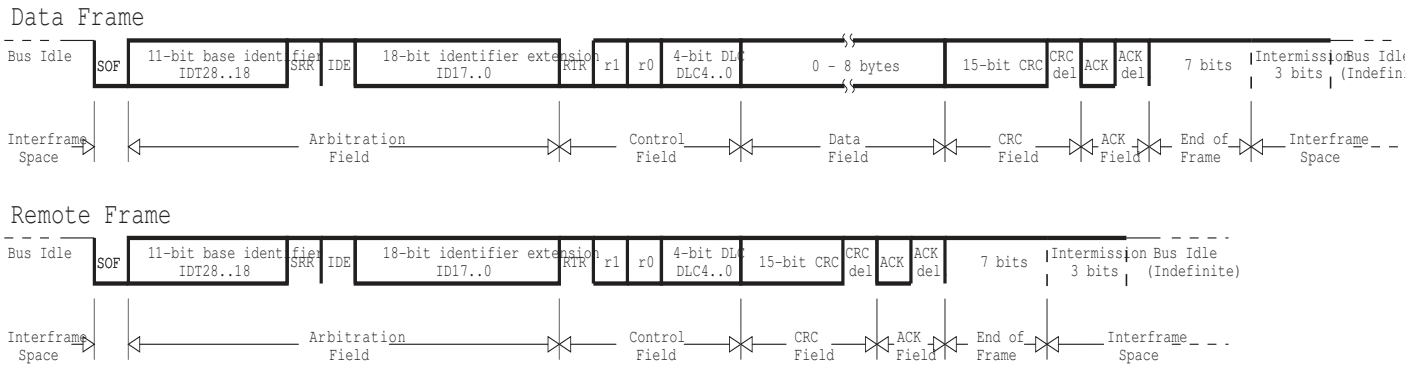 Data Frame
Bus Idle SOF 11-bit base identifier SRR IDE 18-bit identifier extension RTR r1 r0 4-bit DLC 0 - 8 bytes 15-bit CRC CRC ACK ACK 7 bits Intermission Bus Idle
IDT28..18 ID17..0 DLC4..0 del del 3 bits (Indefini
Interframe Arbitration Control Data CRC ACK End of Interframe
Space Field Field Field Field Field Frame Space
Remote Frame
Bus Idle SOF 11-bit base identifier SRR IDE 18-bit identifier extension RTR r1 r0 4-bit DLC 15-bit CRC CRC ACK ACK 7 bits Intermission Bus Idle
IDT28..18 ID17..0 DLC4..0 del del 3 bits (Indefinite)
Interframe Arbitration Control CRC ACK End of Interframe
Space Field Field Field Field Frame Space